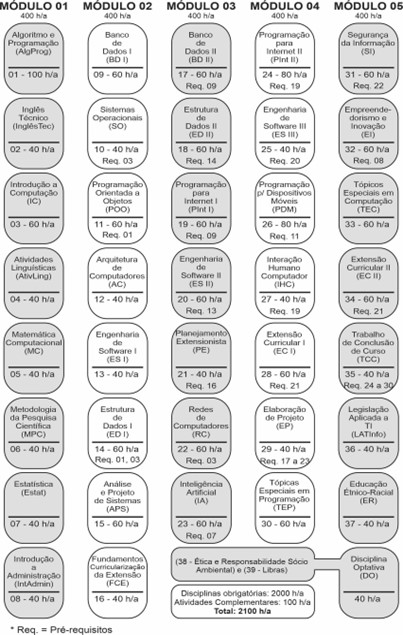 MÓDULO 01
400 h/a
Algoritmo e
Programação
(AlgProg)
01 - 100 h/a
Inglês
Técnico
(InglêsTec)
02 - 40 h/a
Introdução a
Computação
(IC)
03 - 60 h/a
Atividades
Linguísticas
(AtivLing)
04 - 40 h/a
Matemática
Computacional
(MC)
05 - 40 h/a
Metodologia
da Pesquisa
Científica
(MPC)
06 - 40 h/a
Estatística
(Estat)
07 - 40 h/a
Introdução
a
Administração
(IntAdmin)
08 - 40 h/a
MÓDULO 02
400 h/a
Banco
de
Dados I
(BD I)
09 - 60 h/a
Sistemas
Operacionais
(SO)
10 - 40 h/a
Req. 03
Programação
Orientada a
Objetos
(POO)
11 - 60 h/a
Req. 01
Arquitetura
de
Computadores
(AC)
12 - 40 h/a
Engenharia
de
Software I
(ES I)
13 - 40 h/a
Estrutura
de
Dados I
(ED I)
14 - 60 h/a
Req. 01, 03
Análise
e Projeto
de Sistemas
(APS)
15 - 60 h/a
Fundamentos
Curricularização
da Extensão
(FCE)
16 - 40 h/a
MÓDULO 03
400 h/a
Banco
de
Dados II
(BD II)
17 - 60 h/a
Req. 09
Estrutura
de
Dados II
(ED II)
18 - 60 h/a
Req. 14
Programação
para
Internet I
(PInt I)
19 - 60 h/a
Req. 09
Engenharia
de
Software II
(ES II)
20 - 60 h/a
Req. 13
Planejamento
Extensionista
(PE)
21 - 40 h/a
Req. 16
Redes
de
Computadores
(RC)
22 - 60 h/a
Req. 03
Inteligência
Artificial
(IA)
23 - 60 h/a
Req. 07
MÓDULO 04
400 h/a
Programação
para
Internet II
(PInt II)
24 - 80 h/a
Req. 19
Engenharia
de
Software III
(ES III)
25 - 40 h/a
Req. 20
Programação
p/ Dispositivos
Móveis
(PDM)
26 - 80 h/a
Req. 11
Interação
Humano
Computador
(IHC)
27 - 40 h/a
Req. 19
Extensão
Curricular I
(EC I)
28 - 60 h/a
Req. 21
Elaboração
de Projeto
(EP)
29 - 40 h/a
Req. 17 a 23
Tópicas
Especiais em
Programação
(TEP)
30 - 60 h/a
MÓDULO 05
400 h/a
Segurança
da Informação
(SI)
31 - 60 h/a
Req. 22
Empreende-
dorismo e
Inovação
(EI)
32 - 60 h/a
Req. 08
Tópicos
Especiais em
Computação
(TEC)
33 - 60 h/a
Extensão
Curricular II
(EC II)
34 - 60 h/a
Req. 21
Trabalho
de Conclusão
de Curso
(TCC)
35 - 40 h/a
Req. 24 a 30
Legislação
Aplicada a
TI
(LATInfo)
36 - 40 h/a
Educação
Étnico-Racial
(ER)
37 - 40 h/a
Disciplina
Optativa
(DO)
40 h/a
(38 - Ética e Responsabilidade Sócio
Ambiental) e (39 - Libras)
Disciplinas obrigatórias: 2000 h/a
Atividades Complementares: 100 h/a
Total: 2100 h/a
* Req. = Pré-requisitos